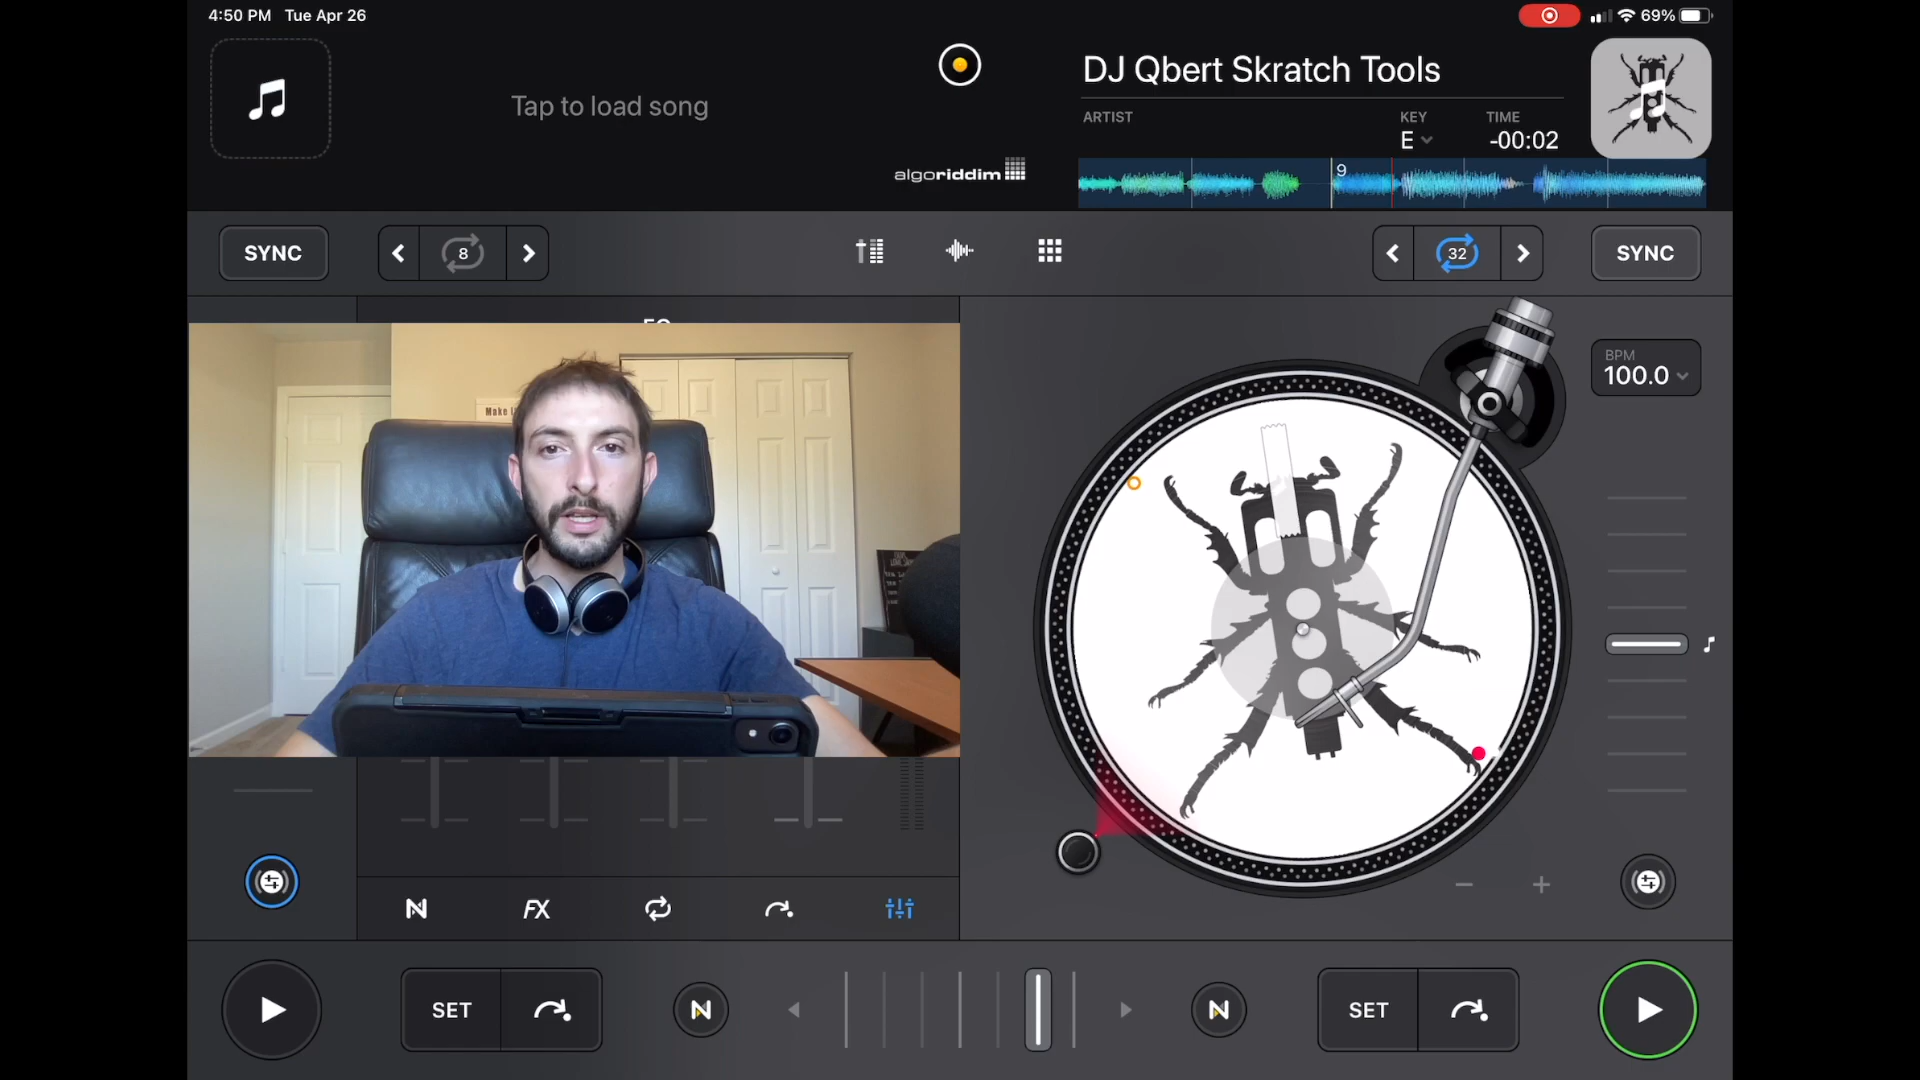 4:50 PM Tue Apr 26
69%
Tap to load song
DJ Qbert Skratch Tools
ARTIST
KEY
TIME
E
-00:02
algoriddim
9
SYNC
8
32
SYNC
BPM
100.0
Make
FX
SET
SET